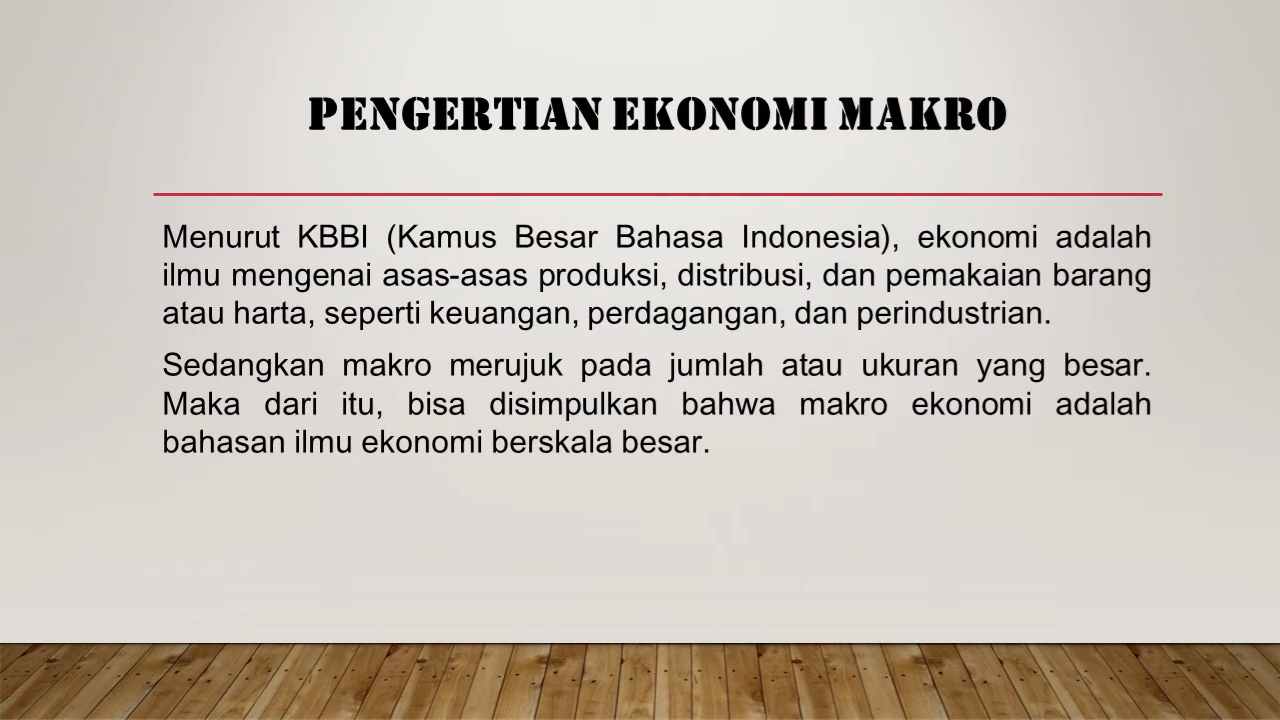 PENGERTIAN EKONOMI MAKRO
Menurut KBBI (Kamus Besar Bahasa Indonesia), ekonomi adalah
ilmu mengenai asas-asas produksi, distribusi, dan pemakaian barang
atau harta, seperti keuangan, perdagangan, dan perindustrian.
Sedangkan makro merujuk pada jumlah atau ukuran yang besar.
Maka dari itu, bisa disimpulkan bahwa makro ekonomi adalah
bahasan ilmu ekonomi berskala besar.